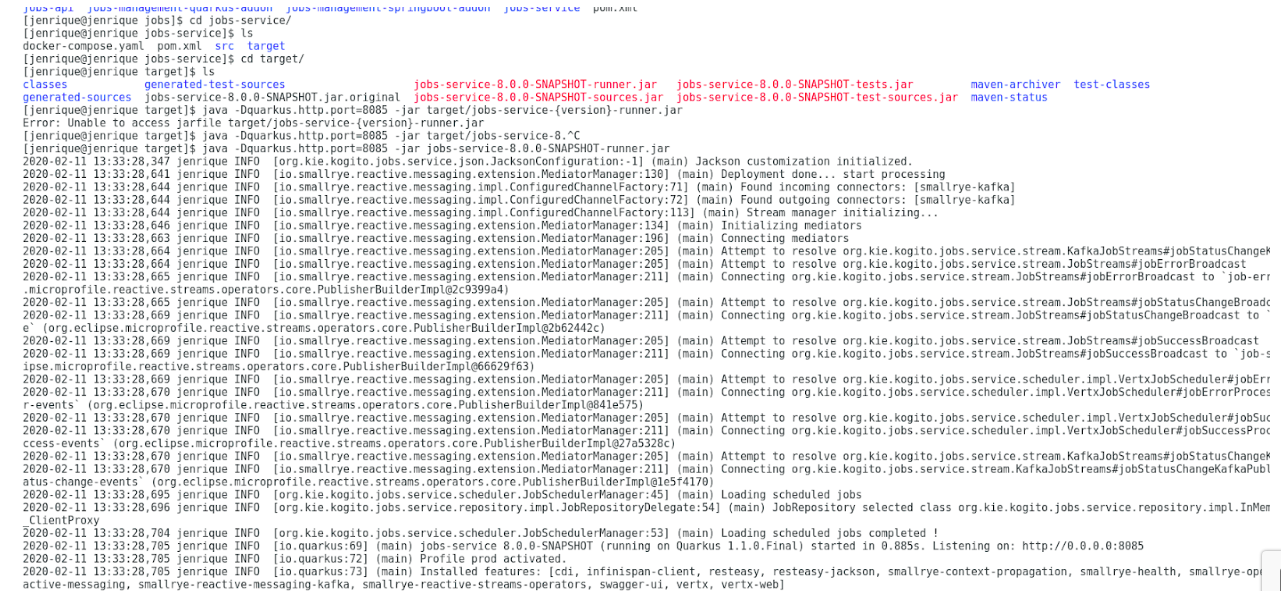 jobs-api  jobs-management-quarkus-addon  jobs-management-springboot-addon  jobs-service  pom.xml
[jenrique@jenrique jobs]$ cd jobs-service/
[jenrique@jenrique jobs-service]$ ls
docker-compose.yaml  pom.xml  src  target
[jenrique@jenrique jobs-service]$ cd target/
[jenrique@jenrique target]$ ls
classes            generated-test-sources                    jobs-service-8.0.0-SNAPSHOT-runner.jar   jobs-service-8.0.0-SNAPSHOT-tests.jar         maven-archiver  test-classes
generated-sources  jobs-service-8.0.0-SNAPSHOT.jar.original  jobs-service-8.0.0-SNAPSHOT-sources.jar  jobs-service-8.0.0-SNAPSHOT-test-sources.jar  maven-status
[jenrique@jenrique target]$ java -Dquarkus.http.port=8085 -jar target/jobs-service-{version}-runner.jar
Error: Unable to access jarfile target/jobs-service-{version}-runner.jar
[jenrique@jenrique target]$ java -Dquarkus.http.port=8085 -jar target/jobs-service-8.^C
[jenrique@jenrique target]$ java -Dquarkus.http.port=8085 -jar jobs-service-8.0.0-SNAPSHOT-runner.jar
2020-02-11 13:33:28,347 jenrique INFO  [org.kie.kogito.jobs.service.json.JacksonConfiguration:-1] (main) Jackson customization initialized.
2020-02-11 13:33:28,641 jenrique INFO  [io.smallrye.reactive.messaging.extension.MediatorManager:130] (main) Deployment done... start processing
2020-02-11 13:33:28,644 jenrique INFO  [io.smallrye.reactive.messaging.impl.ConfiguredChannelFactory:71] (main) Found incoming connectors: [smallrye-kafka]
2020-02-11 13:33:28,644 jenrique INFO  [io.smallrye.reactive.messaging.impl.ConfiguredChannelFactory:72] (main) Found outgoing connectors: [smallrye-kafka]
2020-02-11 13:33:28,644 jenrique INFO  [io.smallrye.reactive.messaging.impl.ConfiguredChannelFactory:113] (main) Stream manager initializing...
2020-02-11 13:33:28,646 jenrique INFO  [io.smallrye.reactive.messaging.extension.MediatorManager:134] (main) Initializing mediators
2020-02-11 13:33:28,663 jenrique INFO  [io.smallrye.reactive.messaging.extension.MediatorManager:196] (main) Connecting mediators
2020-02-11 13:33:28,664 jenrique INFO  [io.smallrye.reactive.messaging.extension.MediatorManager:205] (main) Attempt to resolve org.kie.kogito.jobs.service.stream.KafkaJobStreams#jobStatusChangeK
2020-02-11 13:33:28,664 jenrique INFO  [io.smallrye.reactive.messaging.extension.MediatorManager:205] (main) Attempt to resolve org.kie.kogito.jobs.service.stream.JobStreams#jobErrorBroadcast
2020-02-11 13:33:28,665 jenrique INFO  [io.smallrye.reactive.messaging.extension.MediatorManager:211] (main) Connecting org.kie.kogito.jobs.service.stream.JobStreams#jobErrorBroadcast to `job-err
.microprofile.reactive.streams.operators.core.PublisherBuilderImpl@2c9399a4)
2020-02-11 13:33:28,665 jenrique INFO  [io.smallrye.reactive.messaging.extension.MediatorManager:205] (main) Attempt to resolve org.kie.kogito.jobs.service.stream.JobStreams#jobStatusChangeBroadc
2020-02-11 13:33:28,669 jenrique INFO  [io.smallrye.reactive.messaging.extension.MediatorManager:211] (main) Connecting org.kie.kogito.jobs.service.stream.JobStreams#jobStatusChangeBroadcast to `
e` (org.eclipse.microprofile.reactive.streams.operators.core.PublisherBuilderImpl@2b62442c)
2020-02-11 13:33:28,669 jenrique INFO  [io.smallrye.reactive.messaging.extension.MediatorManager:205] (main) Attempt to resolve org.kie.kogito.jobs.service.stream.JobStreams#jobSuccessBroadcast
2020-02-11 13:33:28,669 jenrique INFO  [io.smallrye.reactive.messaging.extension.MediatorManager:211] (main) Connecting org.kie.kogito.jobs.service.stream.JobStreams#jobSuccessBroadcast to `job-s
ipse.microprofile.reactive.streams.operators.core.PublisherBuilderImpl@66629f63)
2020-02-11 13:33:28,669 jenrique INFO  [io.smallrye.reactive.messaging.extension.MediatorManager:205] (main) Attempt to resolve org.kie.kogito.jobs.service.scheduler.impl.VertxJobScheduler#jobErr
2020-02-11 13:33:28,670 jenrique INFO  [io.smallrye.reactive.messaging.extension.MediatorManager:211] (main) Connecting org.kie.kogito.jobs.service.scheduler.impl.VertxJobScheduler#jobErrorProces
r-events` (org.eclipse.microprofile.reactive.streams.operators.core.PublisherBuilderImpl@841e575)
2020-02-11 13:33:28,670 jenrique INFO  [io.smallrye.reactive.messaging.extension.MediatorManager:205] (main) Attempt to resolve org.kie.kogito.jobs.service.scheduler.impl.VertxJobScheduler#jobSuc
2020-02-11 13:33:28,670 jenrique INFO  [io.smallrye.reactive.messaging.extension.MediatorManager:211] (main) Connecting org.kie.kogito.jobs.service.scheduler.impl.VertxJobScheduler#jobSuccessProc
ccess-events` (org.eclipse.microprofile.reactive.streams.operators.core.PublisherBuilderImpl@27a5328c)
2020-02-11 13:33:28,670 jenrique INFO  [io.smallrye.reactive.messaging.extension.MediatorManager:205] (main) Attempt to resolve org.kie.kogito.jobs.service.stream.KafkaJobStreams#jobStatusChangeK
2020-02-11 13:33:28,670 jenrique INFO  [io.smallrye.reactive.messaging.extension.MediatorManager:211] (main) Connecting org.kie.kogito.jobs.service.stream.KafkaJobStreams#jobStatusChangeKafkaPubl
atus-change-events` (org.eclipse.microprofile.reactive.streams.operators.core.PublisherBuilderImpl@1e5f4170)
2020-02-11 13:33:28,695 jenrique INFO  [org.kie.kogito.jobs.service.scheduler.JobSchedulerManager:45] (main) Loading scheduled jobs
2020-02-11 13:33:28,696 jenrique INFO  [org.kie.kogito.jobs.service.repository.impl.JobRepositoryDelegate:54] (main) JobRepository selected class org.kie.kogito.jobs.service.repository.impl.InMem
_ClientProxy
2020-02-11 13:33:28,704 jenrique INFO  [org.kie.kogito.jobs.service.scheduler.JobSchedulerManager:53] (main) Loading scheduled jobs completed !
2020-02-11 13:33:28,705 jenrique INFO  [io.quarkus:69] (main) jobs-service 8.0.0-SNAPSHOT (running on Quarkus 1.1.0.Final) started in 0.885s. Listening on: http://0.0.0.0:8085
2020-02-11 13:33:28,705 jenrique INFO  [io.quarkus:72] (main) Profile prod activated.
2020-02-11 13:33:28,705 jenrique INFO  [io.quarkus:73] (main) Installed features: [cdi, infinispan-client, resteasy, resteasy-jackson, smallrye-context-propagation, smallrye-health, smallrye-ope
active-messaging, smallrye-reactive-messaging-kafka, smallrye-reactive-streams-operators, swagger-ui, vertx, vertx-web]